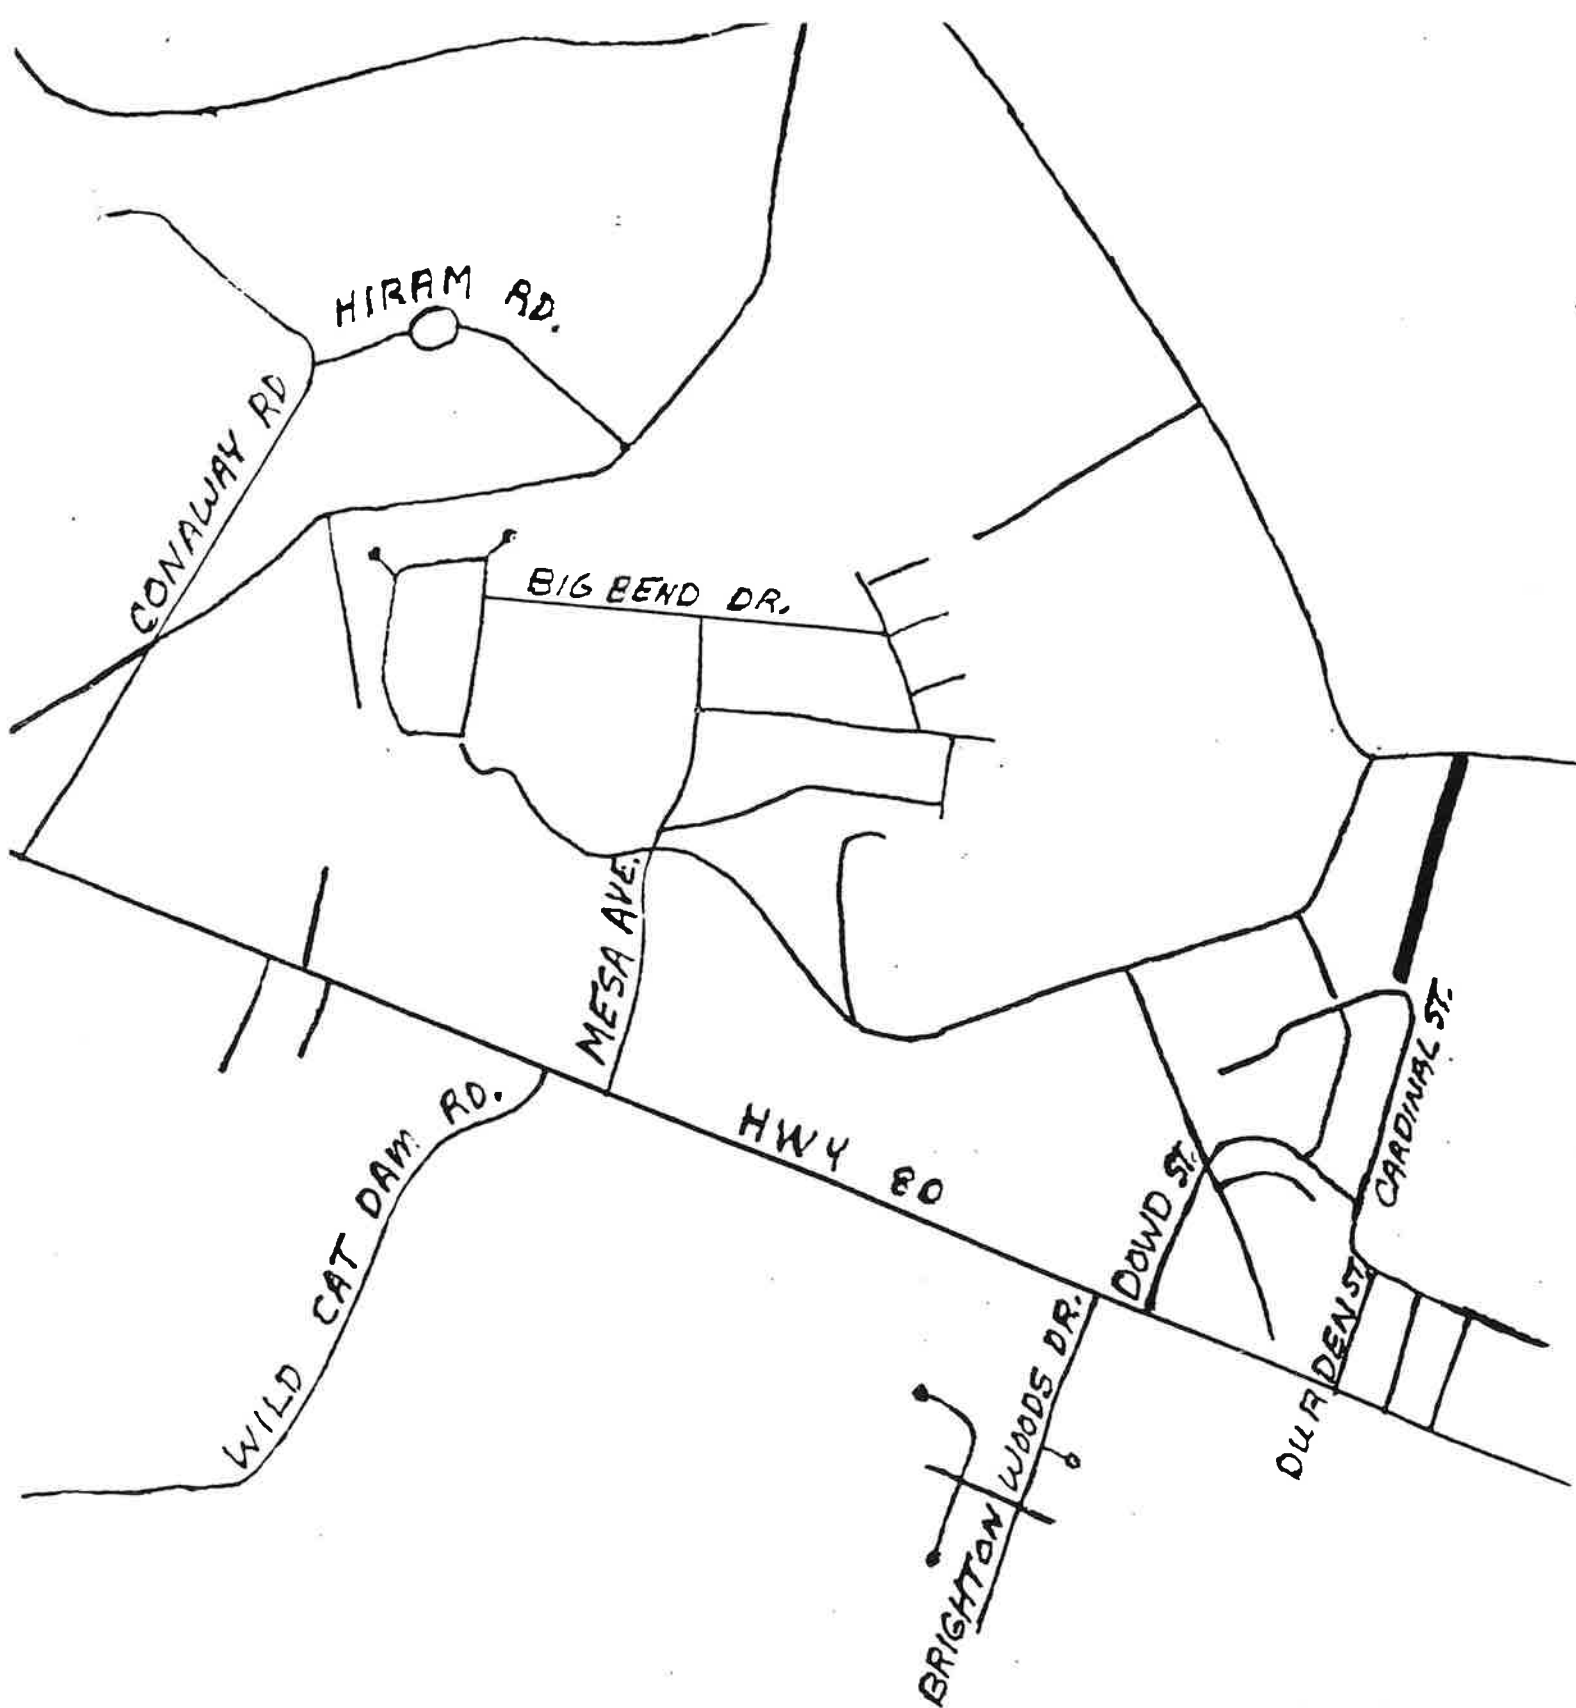 HIRAM RD.
CONAWAY RD
BIG BEND DR.
MESA AVE.
CARDINAL ST.
WILD CAT DAM RD.
HWY 80
DOWD ST.
DURDEN ST.
BRIGHTON WOODS DR.